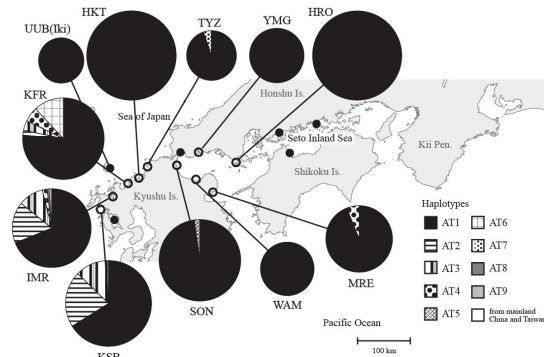 HKT
TYZ
YMG
HRO
UUB(Iki)
KFR
Honshu Is.
Sea of Japan
Seto Inland Sea
Kii Pen.
Shikoku Is.
Kyushu Is.
Haplotypes
AT1
AT6
AT2
AT7
AT3
AT8
AT4
AT9
AT5
from mainland
China and Taiwan
IMR
SON
WAM
MRE
Pacific Ocean
100 km